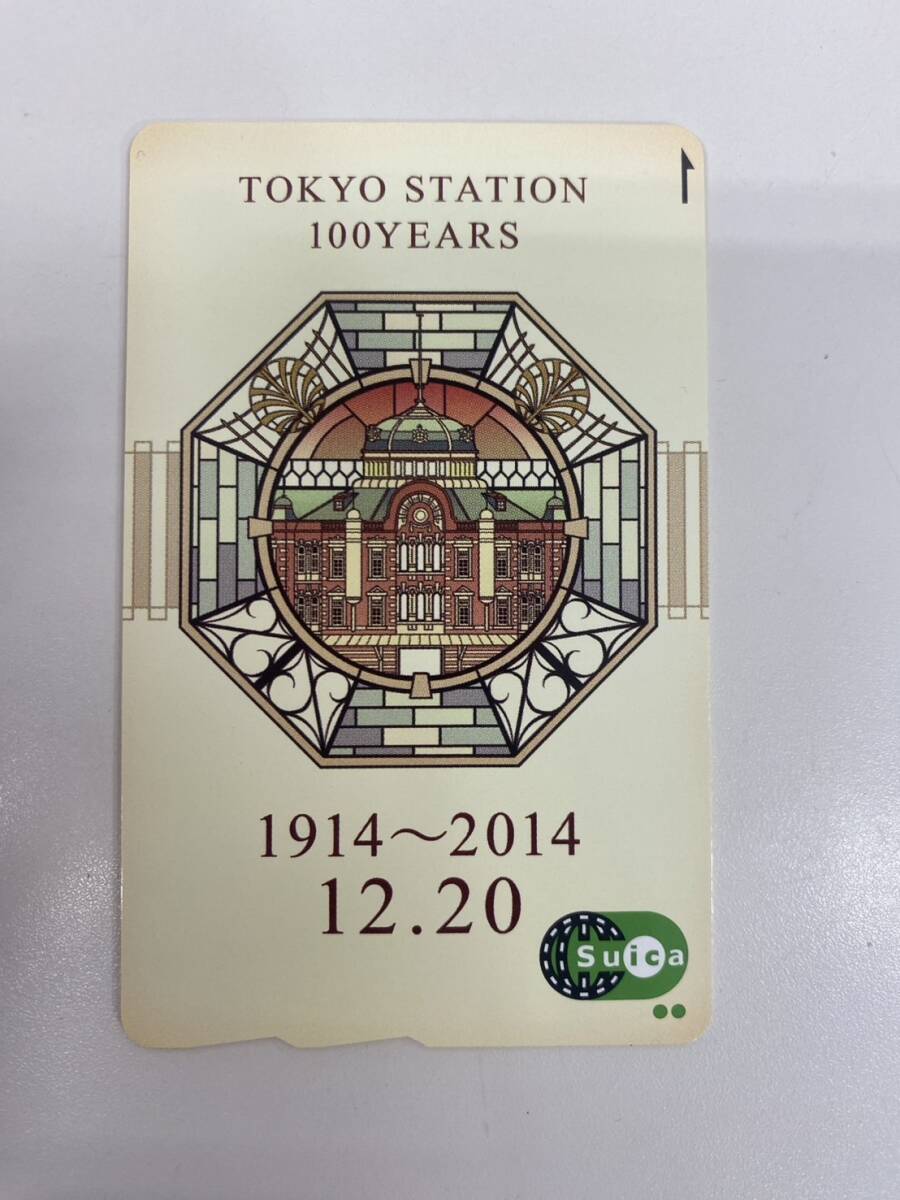 TOKYO STATION
100YEARS
1914～2014
12.20
Suica